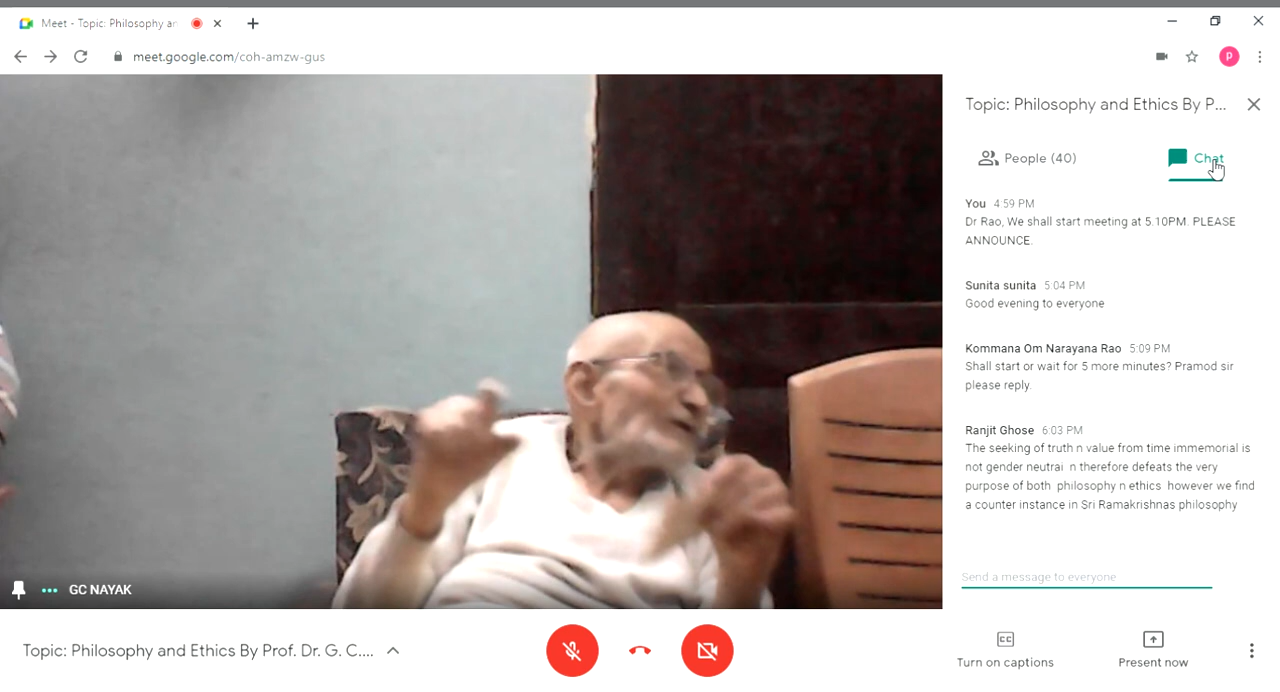 Meet - Topic: Philosophy an
meet.google.com/coh-amzw-gus
P
Topic: Philosophy and Ethics By P...
People (40)
Chat
You 4:59 PM
Dr Rao, We shall start meeting at 5.10PM. PLEASE
ANNOUNCE.
Sunita sunita 5:04 PM
Good evening to everyone
Kommana Om Narayana Rao 5:09 PM
Shall start or wait for 5 more minutes? Pramod sir
please reply.
Ranjit Ghose 6:03 PM
The seeking of truth n value from time immemorial is
not gender neutrai n therefore defeats the very
purpose of both philosophy n ethics however we find
a counter instance in Sri Ramakrishnas philosophy
Send a message to everyone
GC NAYAK
Topic: Philosophy and Ethics By Prof. Dr. G. C....
CC
Turn on captions
Present now